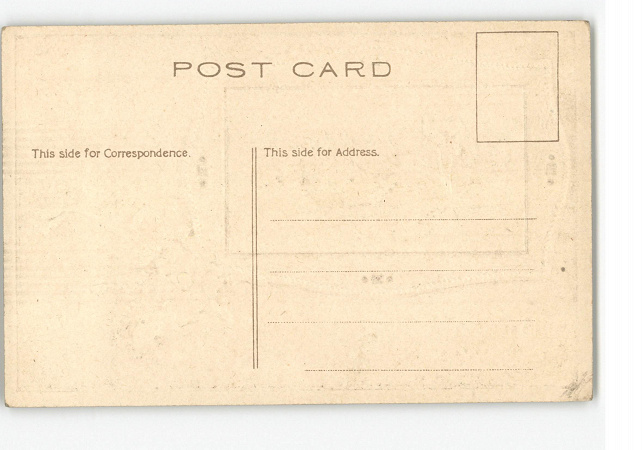 POST CARD
This side for Correspondence.
This side for Address.